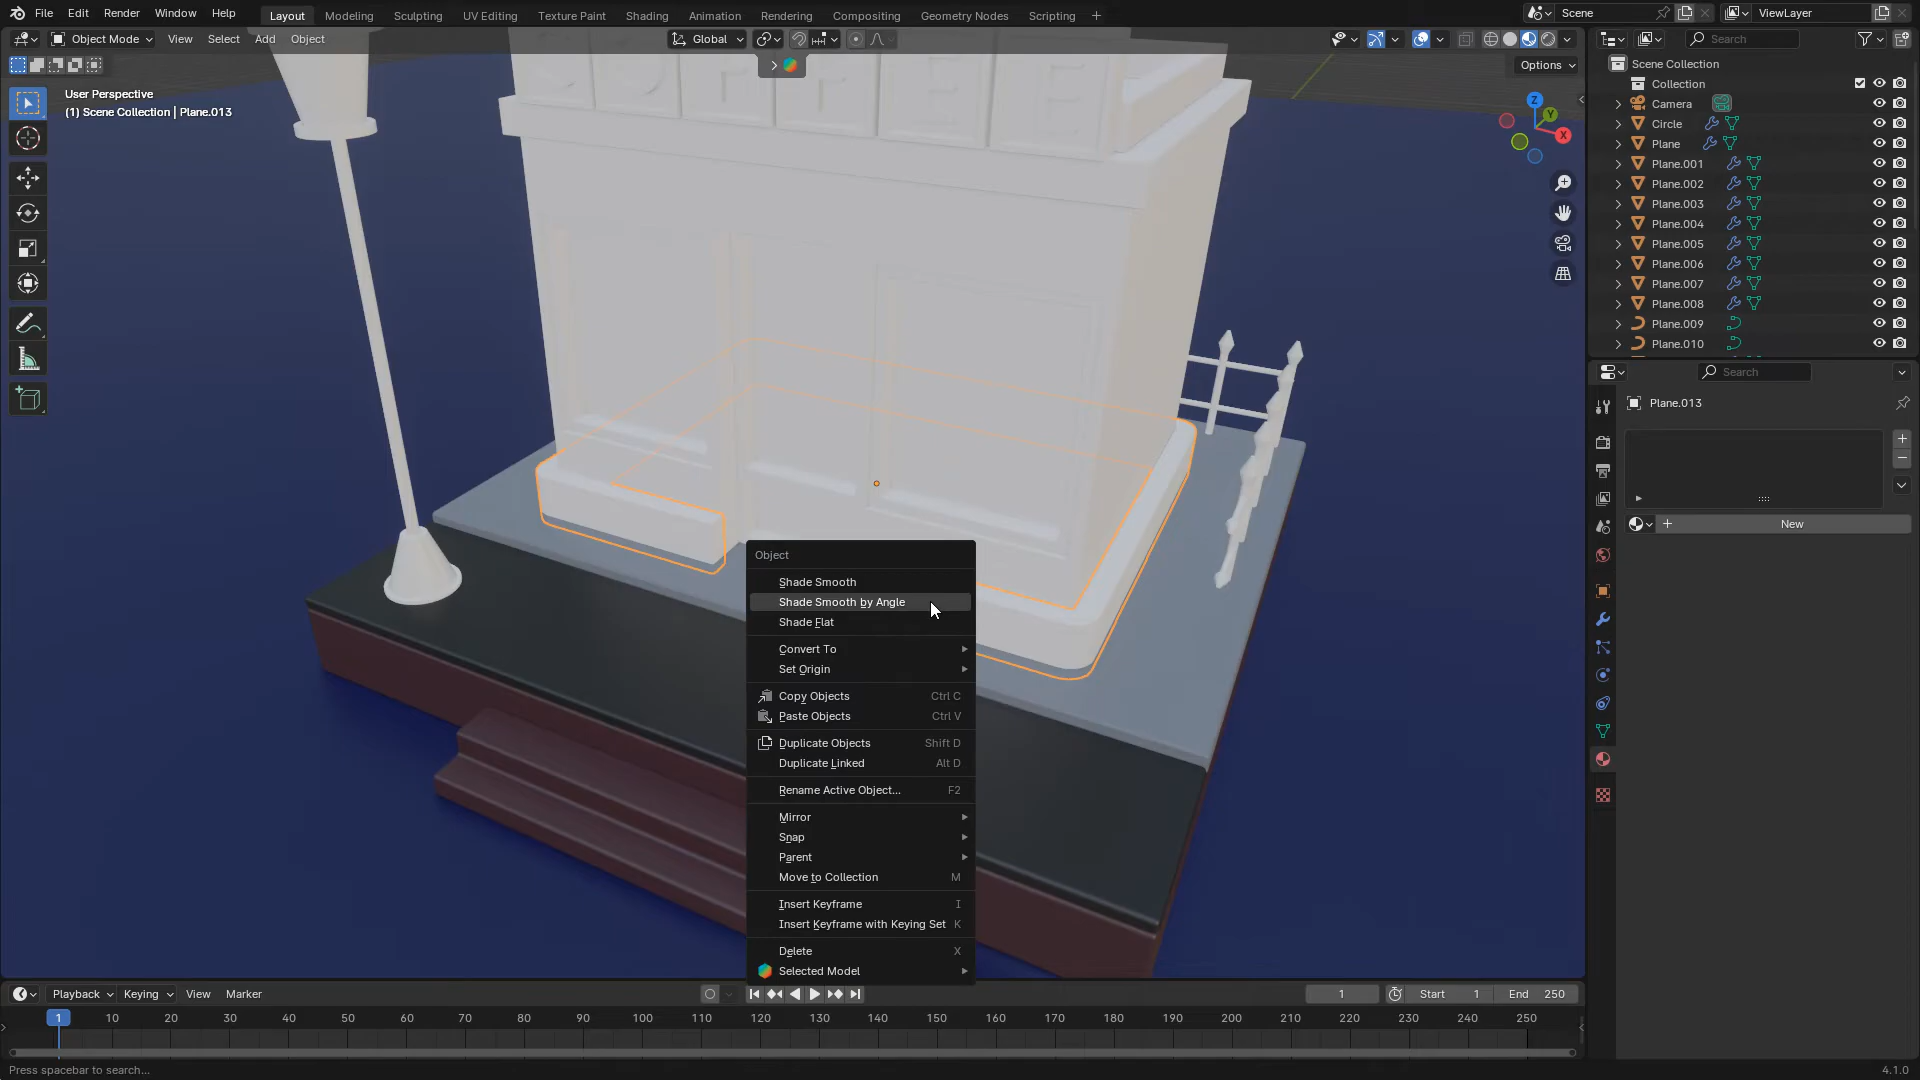 File Edit Render Window Help
Layout Modeling Sculpting UV Editing Texture Paint Shading Animation Rendering Compositing Geometry Nodes Scripting
Scene ViewLayer
Object Mode View Select Add Object
Global
Search
Options
User Perspective
(1) Scene Collection | Plane.013
Z
Y
X
Scene Collection
Collection
Camera
Circle
Plane
Plane.001
Plane.002
Plane.003
Plane.004
Plane.005
Plane.006
Plane.007
Plane.008
Plane.009
Plane.010
Search
Plane.013
New
Object
Shade Smooth
Shade Smooth by Angle
Shade Flat
Convert To
Set Origin
Copy Objects Ctrl C
Paste Objects Ctrl V
Duplicate Objects Shift D
Duplicate Linked Alt D
Rename Active Object... F2
Mirror
Snap
Parent
Move to Collection M
Insert Keyframe I
Insert Keyframe with Keying Set K
Delete X
Selected Model
Playback Keying View Marker
1 Start 1 End 250
1 10 20 30 40 50 60 70 80 90 100 110 120 130 140 150 160 170 180 190 200 210 220 230 240 250
Press spacebar to search...
4.1.0